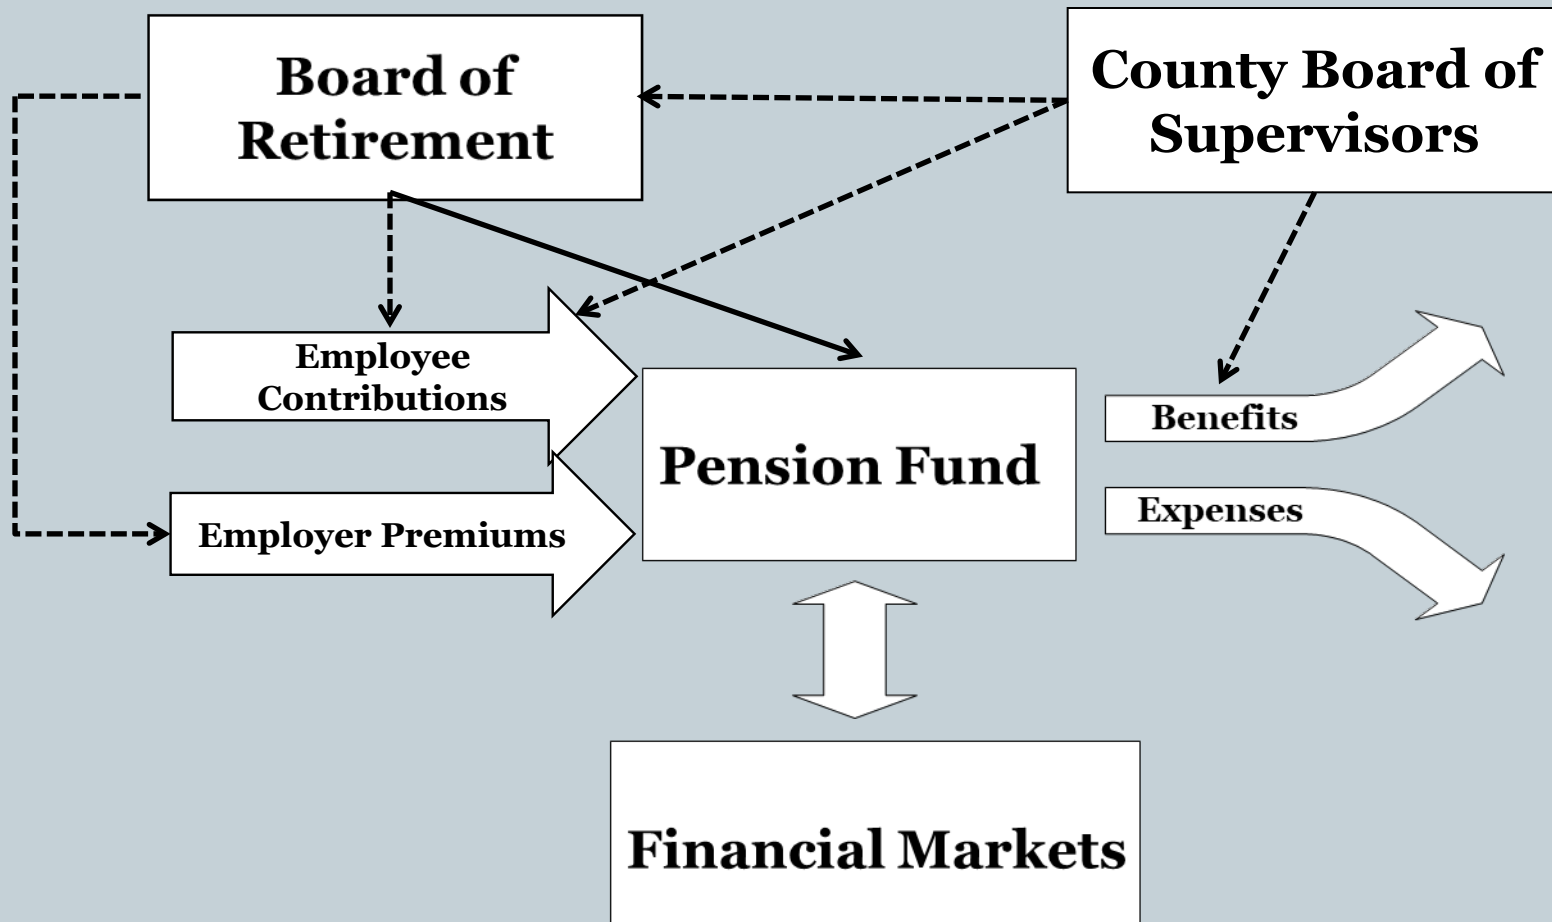 Board of
Retirement
County Board of
Supervisors
Employee
Contributions
Employer Premiums
Pension Fund
Benefits
Expenses
Financial Markets